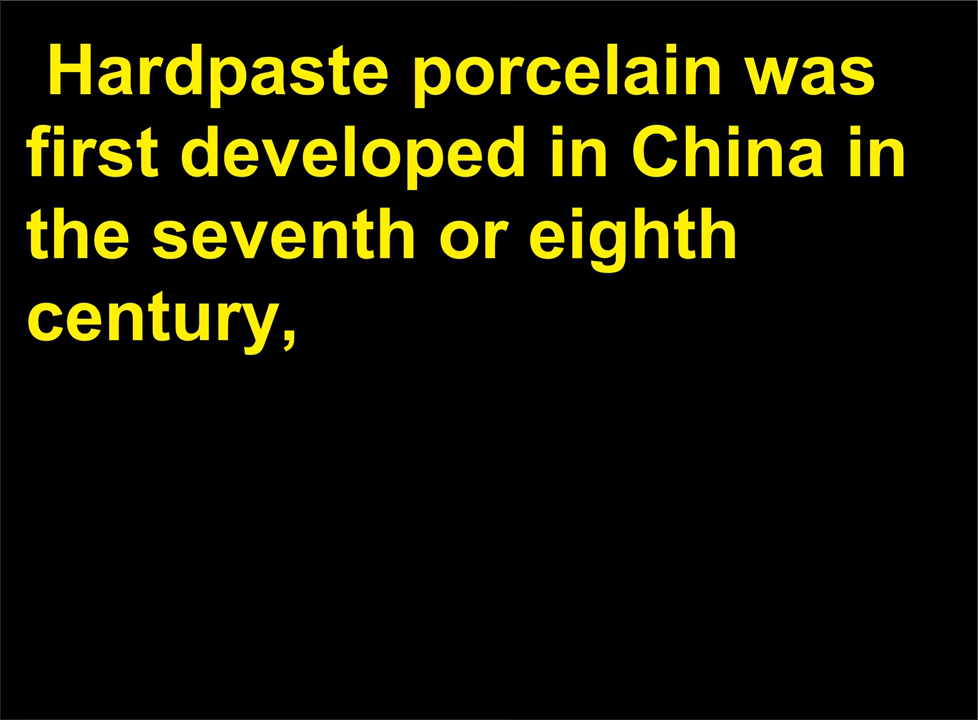 Hardpaste porcelain was
first developed in China in
the seventh or eighth
century,